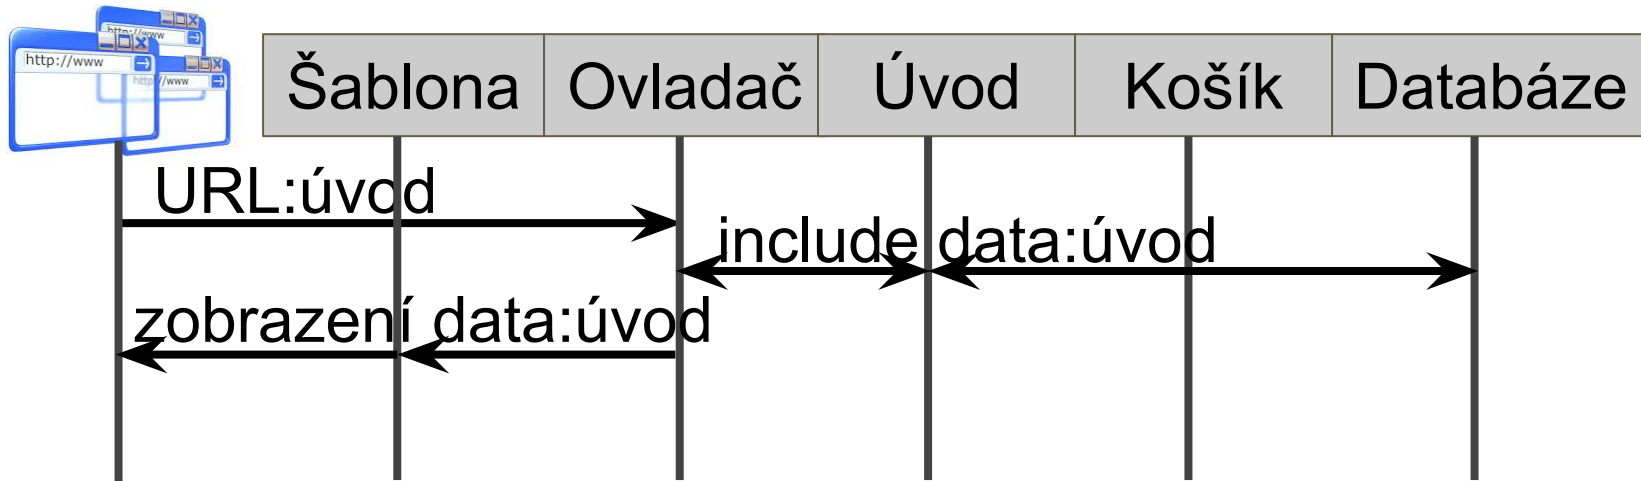 http://www
http://www
http://www
Šablona Ovladač Úvod Košík Databáze
URL:úvod
include data:úvod
zobrazení data:úvod